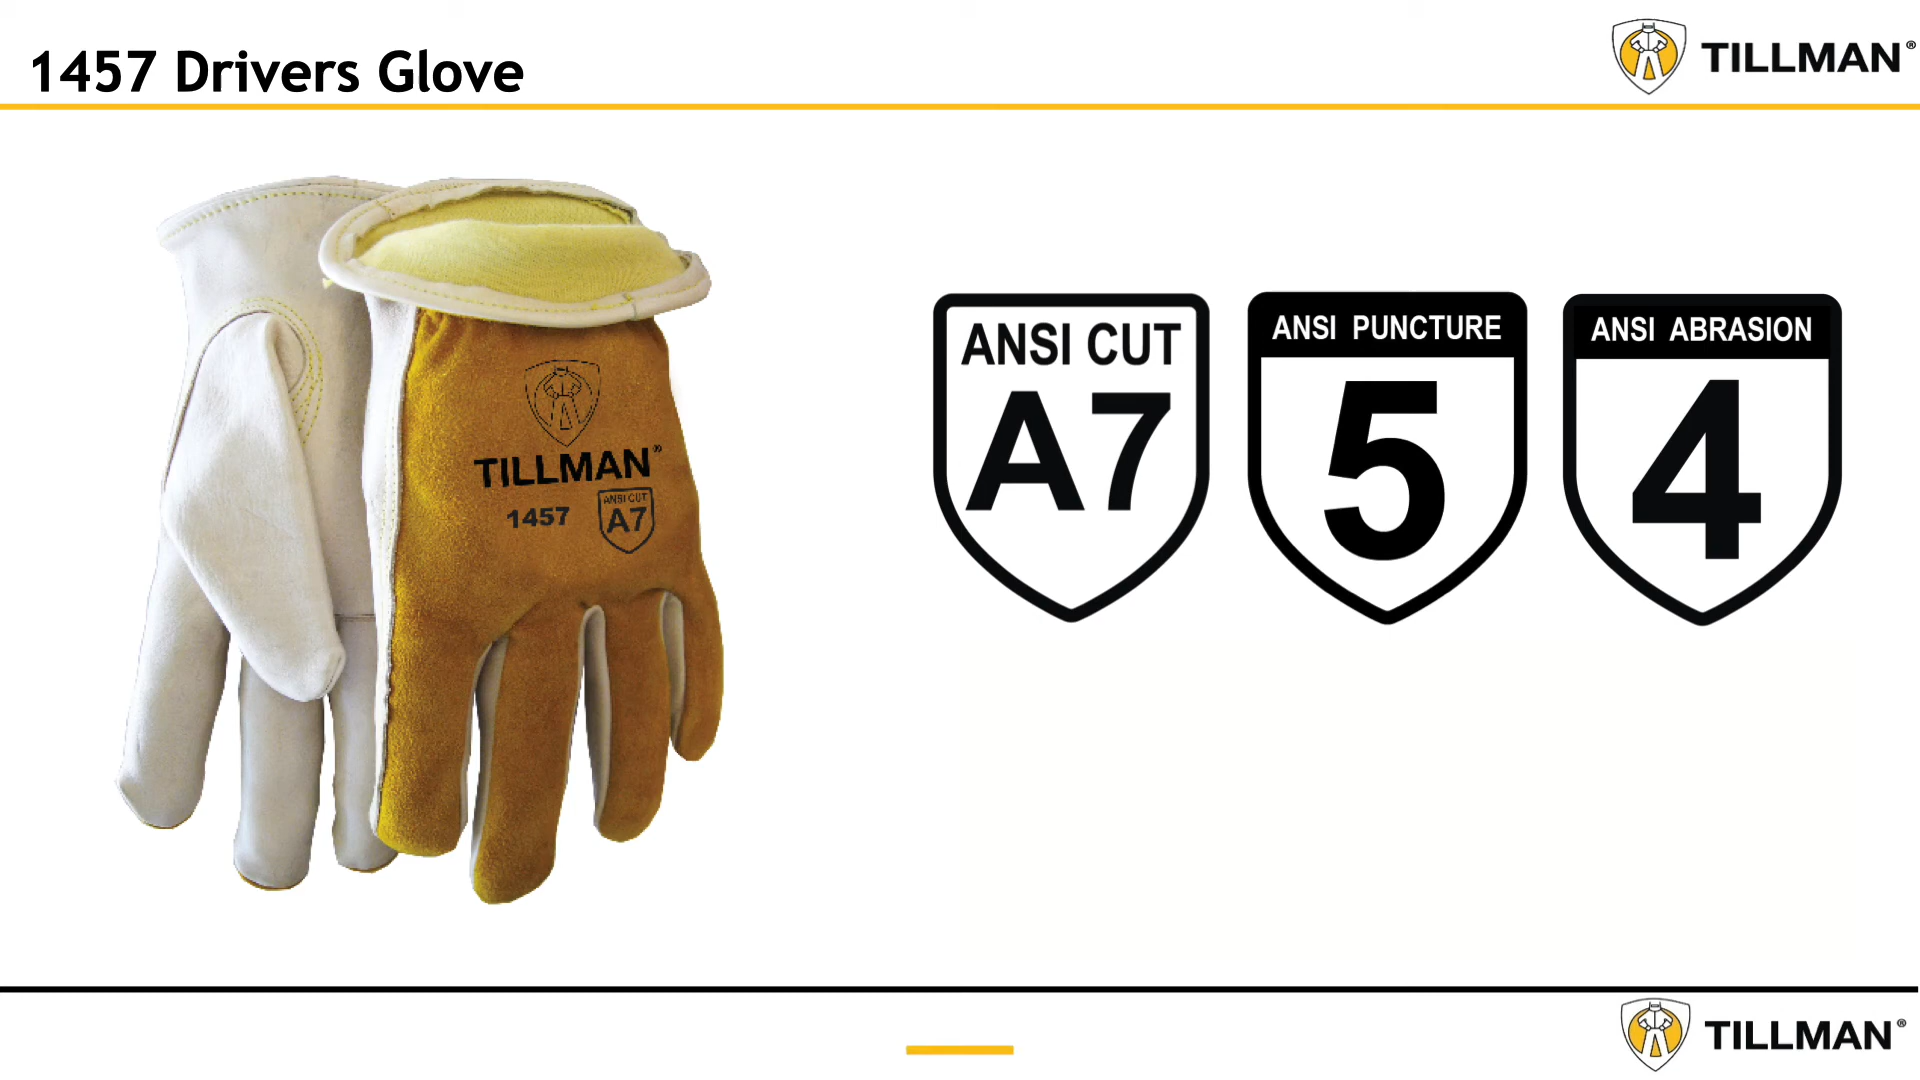 1457 Drivers Glove
TILLMAN®
TILLMAN®
1457
ANSI CUT
A7
ANSI CUT
A7
ANSI PUNCTURE
5
ANSI ABRASION
4
TILLMAN®